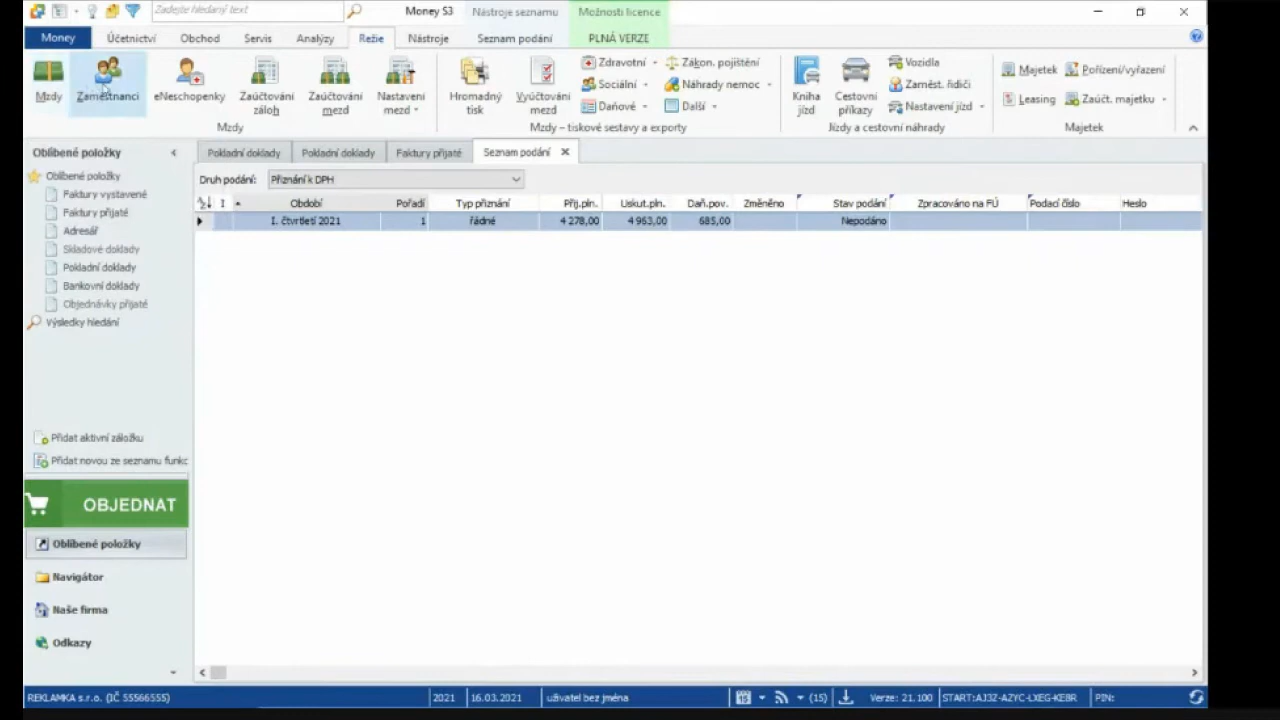 Zadejte hledaný text
Money S3
Nástroje seznamu
Možnosti licence
Money
Účetnictví
Obchod
Servis
Analýzy
Režie
Nástroje
Seznam podání
PLNÁ VERZE
Mzdy
Zaměstnanci
eNeschopenky
Zaúčtování záloh
Zaúčtování mezd
Nastavení mezd
Mzdy
Hromadný tisk
Vyúčtování mezd
Zdravotní
Sociální
Daňové
Zákon. pojištění
Náhrady nemoc
Další
Mzdy – tiskové sestavy a exporty
Kniha jízd
Cestovní příkazy
Vozidla
Zaměst. řidiči
Nastavení jízd
Jízdy a cestovní náhrady
Majetek
Pořízení/vyřazení
Leasing
Zaúčt. majetku
Majetek
Oblíbené položky
Pokladní doklady
Pokladní doklady
Faktury přijaté
Seznam podání
Oblíbené položky
Faktury vystavené
Faktury přijaté
Adresář
Skladové doklady
Pokladní doklady
Bankovní doklady
Objednávky přijaté
Výsledky hledání
Přidat aktivní záložku
Přidat novou ze seznamu funkc
OBJEDNAT
Oblíbené položky
Navigátor
Naše firma
Odkazy
Druh podání: Přiznání k DPH
I Období Pořadí Typ přiznání Přij.pln. Uskut.pln. Daň.pov. Změněno Stav podání Zpracováno na FÚ Podací číslo Heslo
I. čtvrtletí 2021 1 řádné 4 278,00 4 963,00 685,00 Nepodáno
REKLAMKA s.r.o. (IČ 55566555) 2021 16.03.2021 uživatel bez jména (15) Verze: 21.100 START:AJ3Z-AZYC-LXEG-KEBR PIN: